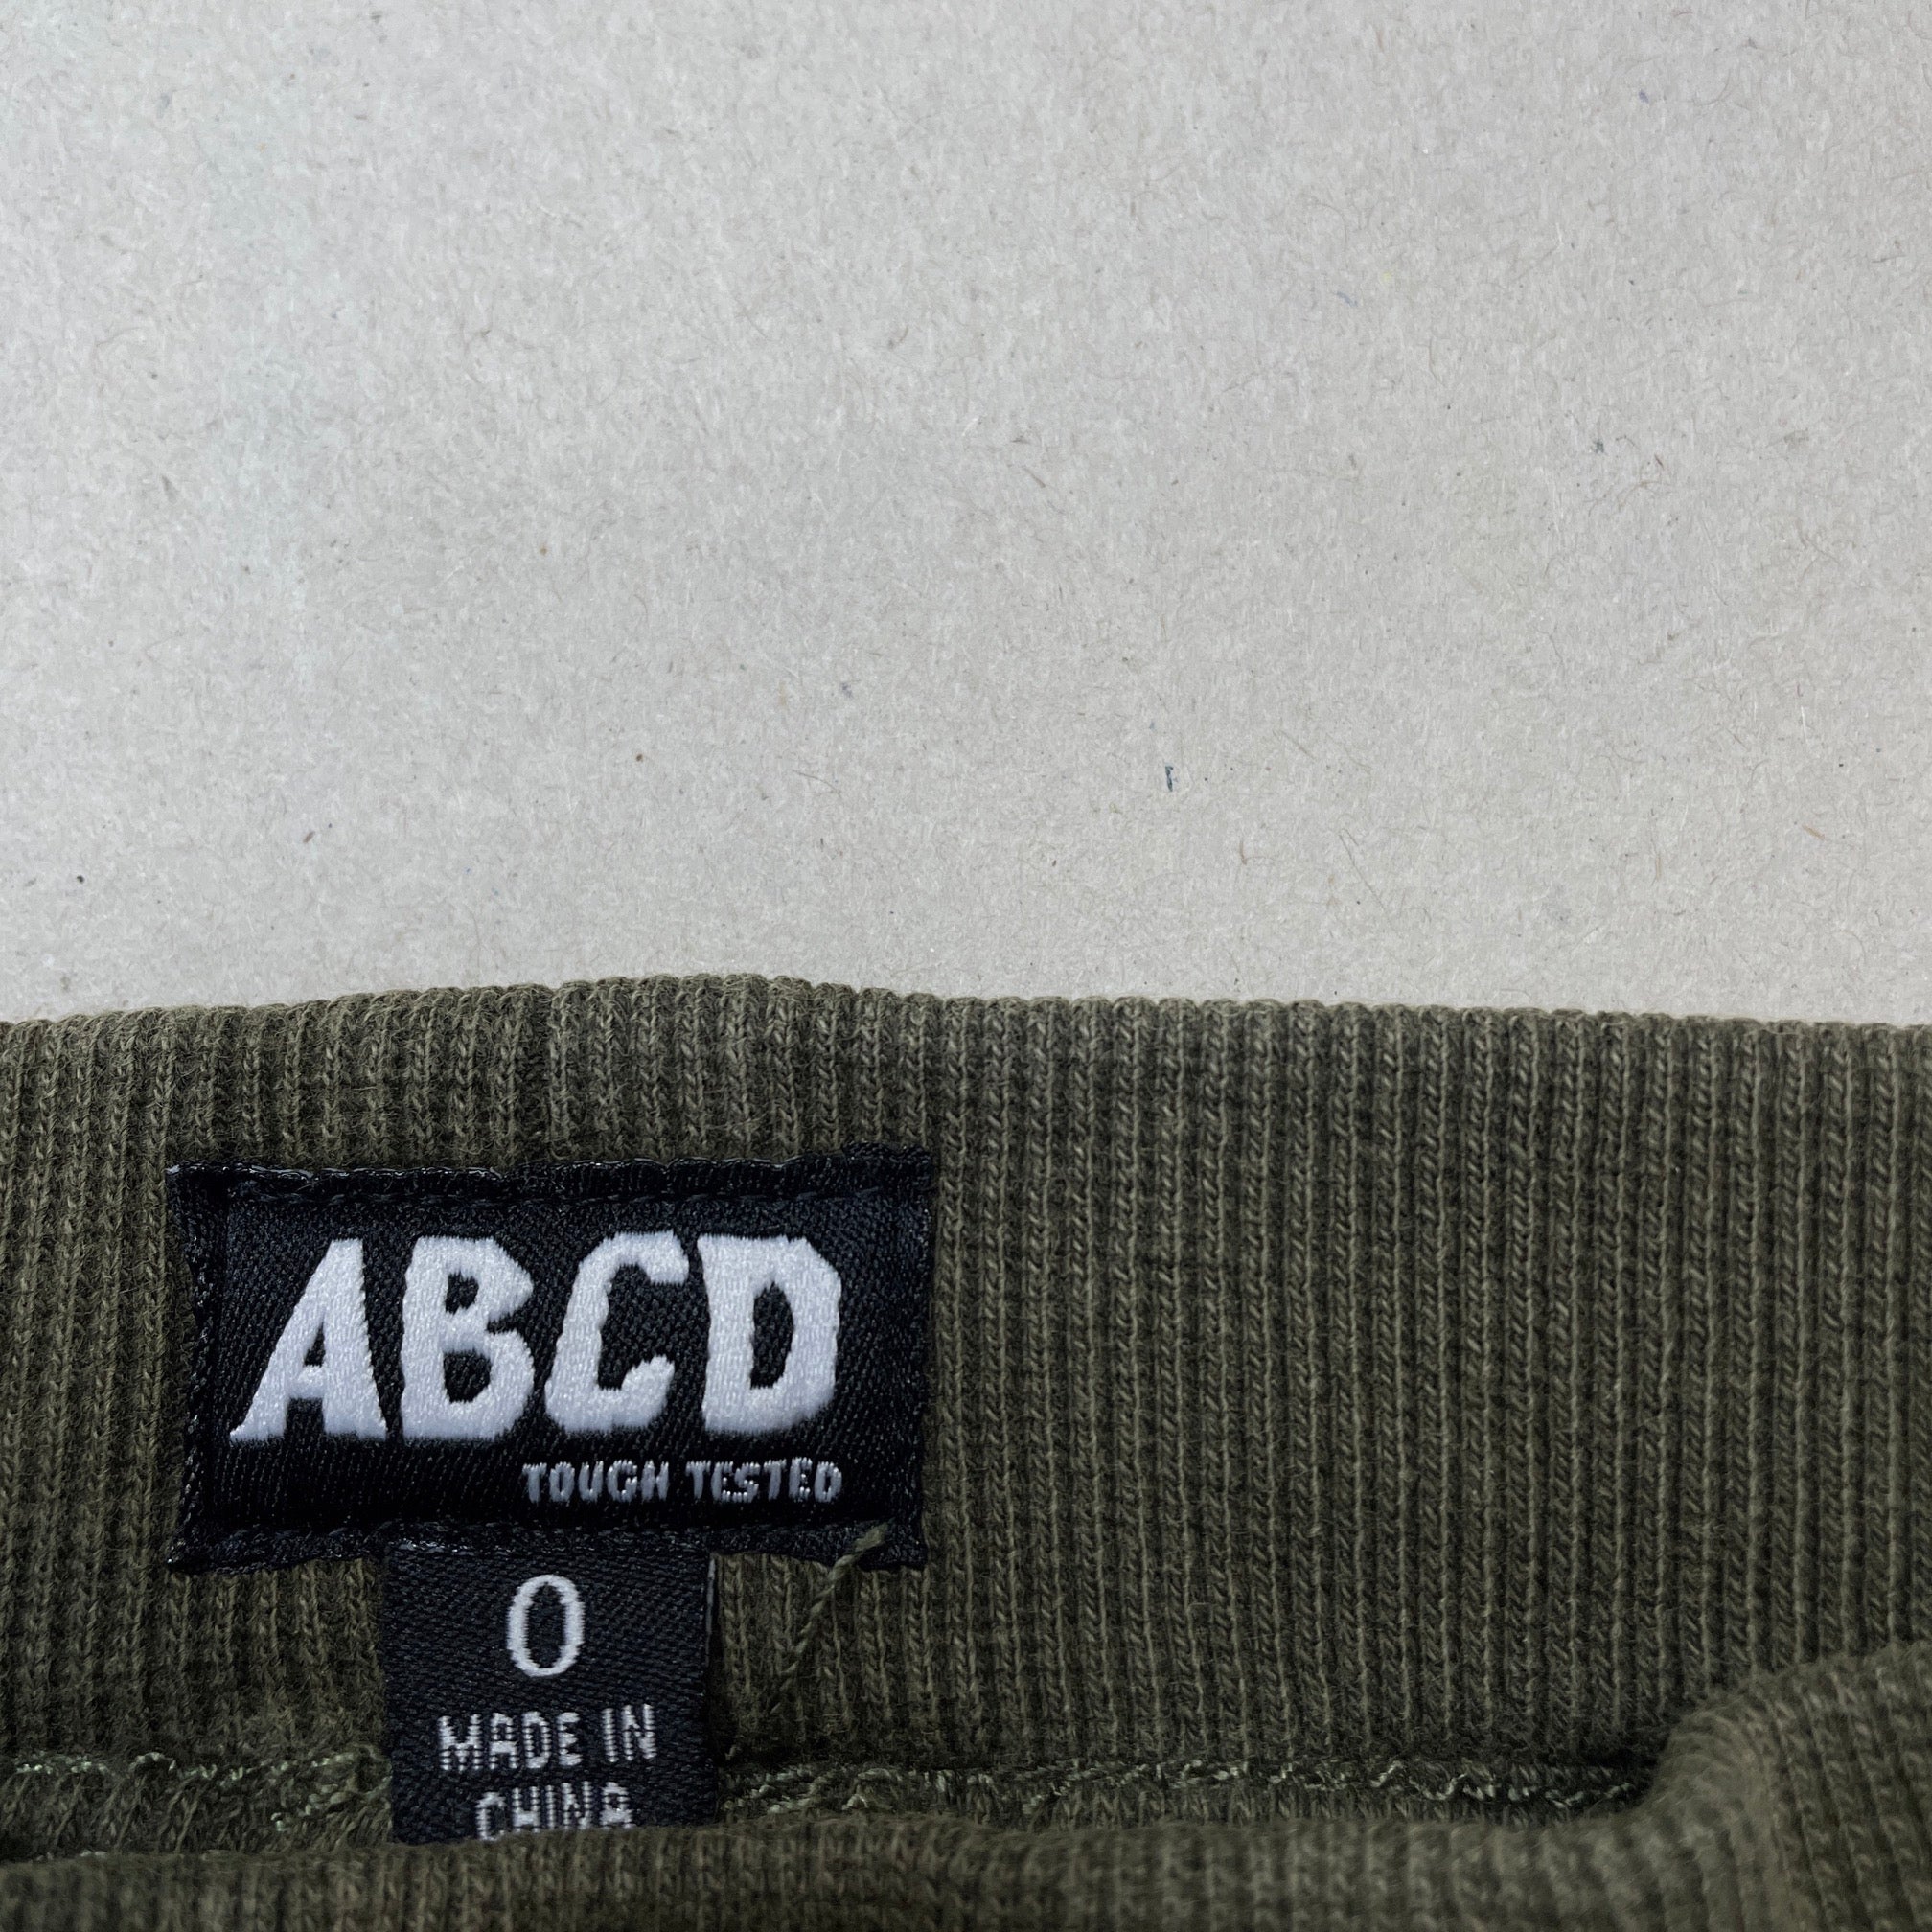 ABCD
TOUGH TESTED
0
MADE IN
CHINA